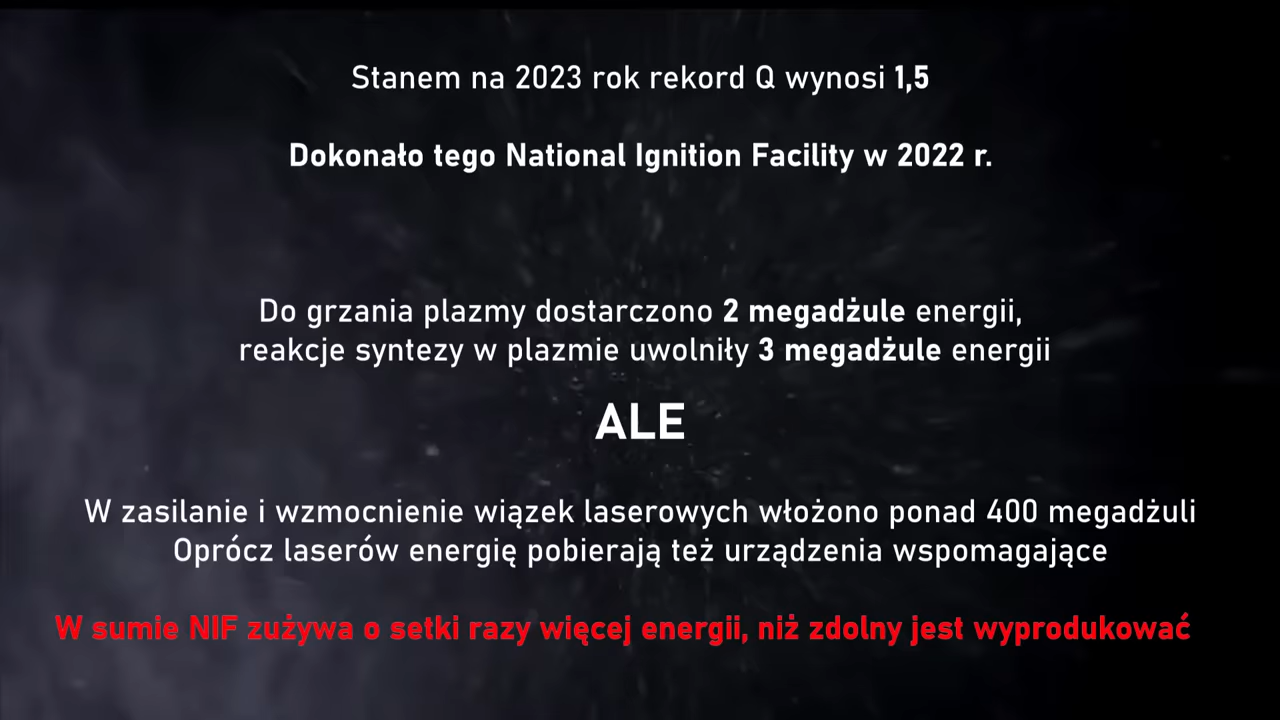 Stanem na 2023 rok rekord Q wynosi 1,5
Dokonało tego National Ignition Facility w 2022 r.
Do grzania plazmy dostarczono 2 megadżule energii,
reakcje syntezy w plazmie uwolniły 3 megadżule energii
ALE
W zasilanie i wzmocnienie wiązek laserowych włożono ponad 400 megadżuli
Oprócz laserów energię pobierają też urządzenia wspomagające
W sumie NIF zużywa o setki razy więcej energii, niż zdolny jest wyprodukować